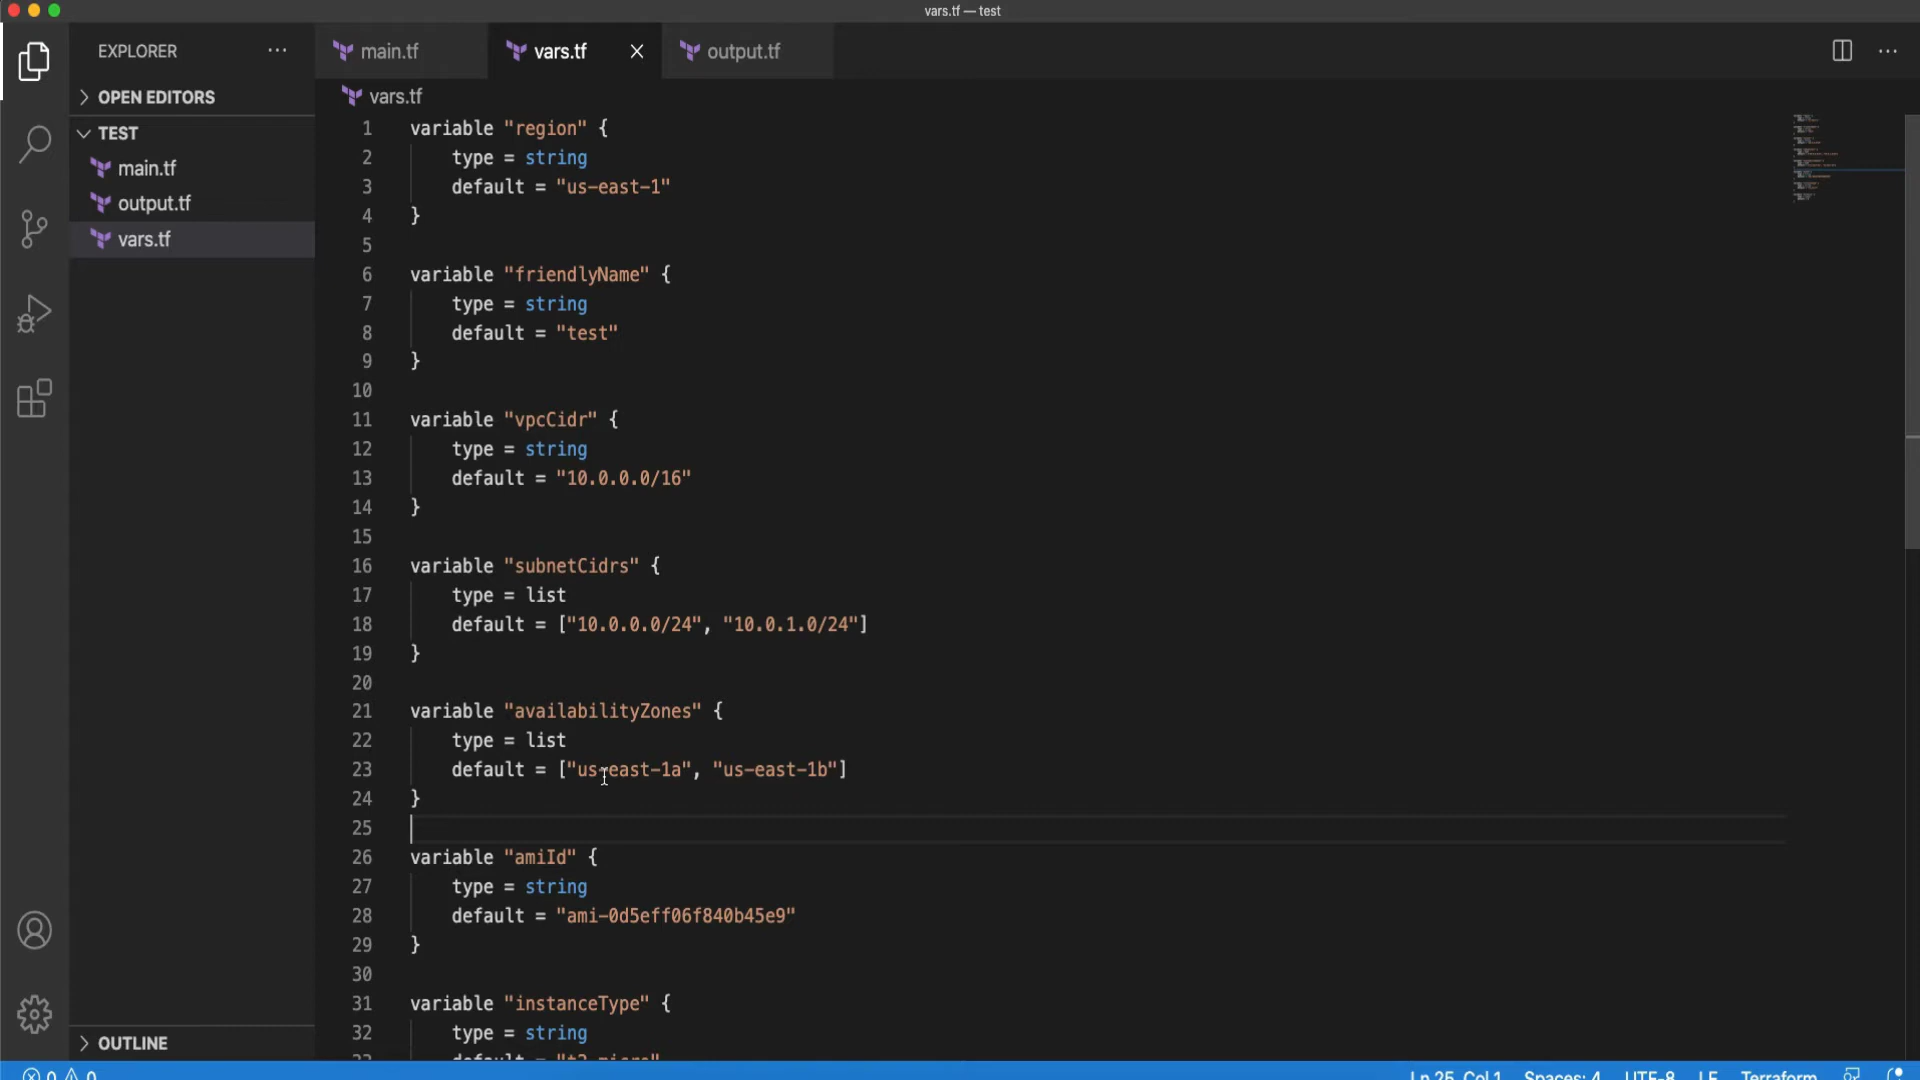 vars.tf — test
EXPLORER
main.tf
vars.tf
output.tf
OPEN EDITORS
TEST
main.tf
output.tf
vars.tf
OUTLINE
vars.tf
1 variable "region" {
2     type = string
3     default = "us-east-1"
4 }
5
6 variable "friendlyName" {
7     type = string
8     default = "test"
9 }
10
11 variable "vpcCidr" {
12     type = string
13     default = "10.0.0.0/16"
14 }
15
16 variable "subnetCidrs" {
17     type = list
18     default = ["10.0.0.0/24", "10.0.1.0/24"]
19 }
20
21 variable "availabilityZones" {
22     type = list
23     default = ["us-east-1a", "us-east-1b"]
24 }
25
26 variable "amiId" {
27     type = string
28     default = "ami-0d5eff06f840b45e9"
29 }
30
31 variable "instanceType" {
32     type = string
33     default = "t2.micro"
0 0
Ln 25, Col 1
Spaces: 4
UTF-8
LF
Terraform